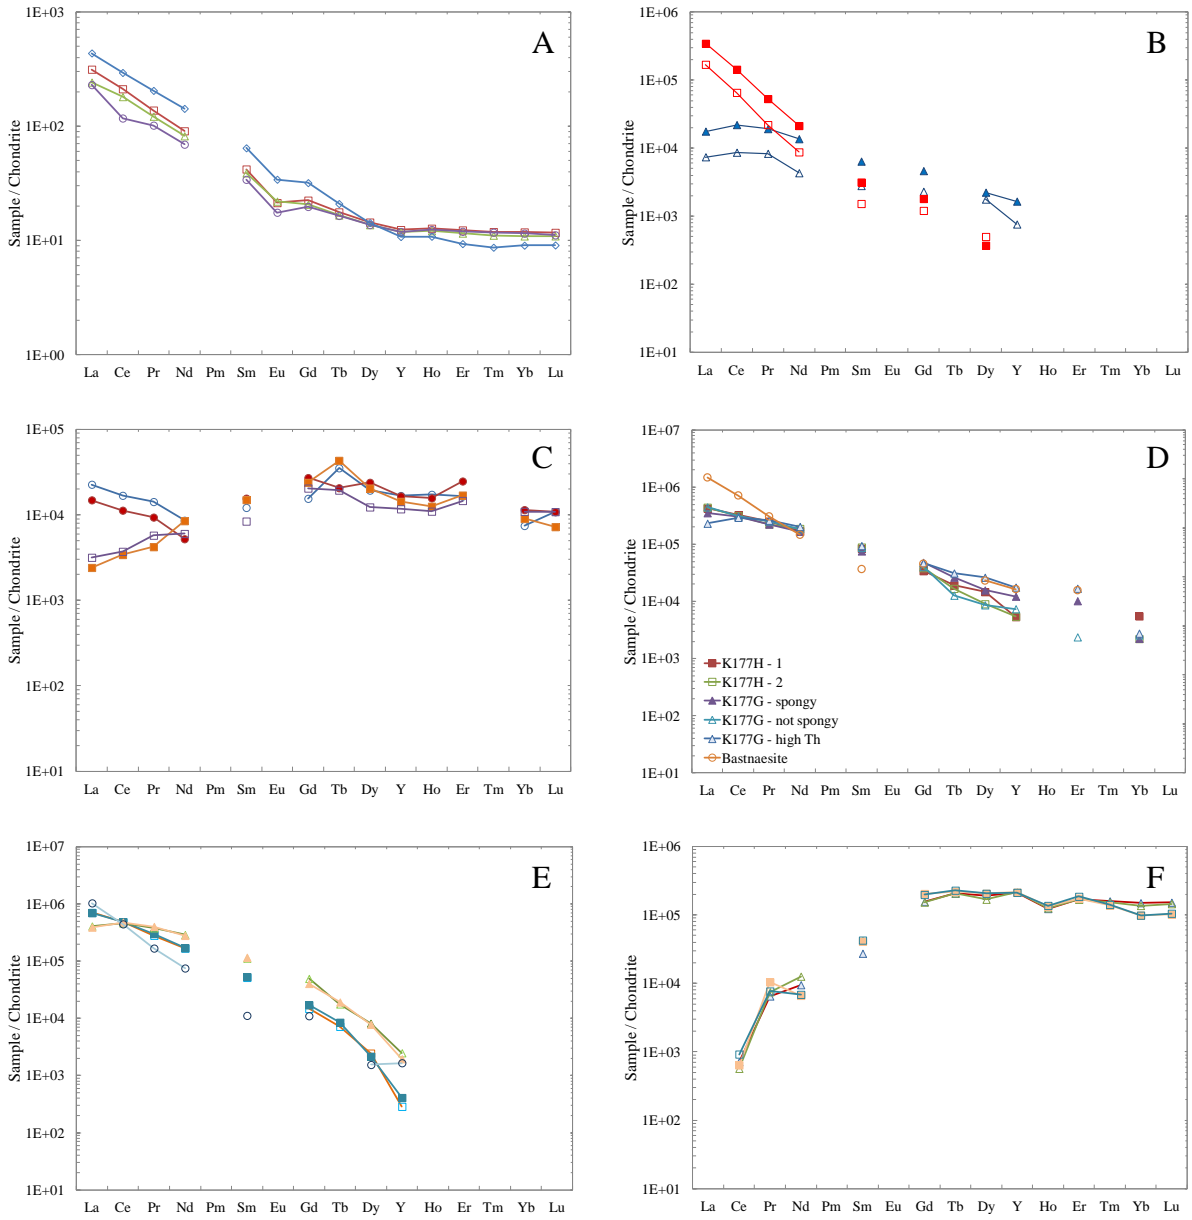 1E+03
1E+02
1E+01
1E+00
Sample / Chondrite
A
La Ce Pr Nd Pm Sm Eu Gd Tb Dy Y Ho Er Tm Yb Lu
1E+06
1E+05
1E+04
1E+03
1E+02
1E+01
Sample / Chondrite
B
La Ce Pr Nd Pm Sm Eu Gd Tb Dy Y Ho Er Tm Yb Lu
1E+05
1E+04
1E+03
1E+02
1E+01
Sample / Chondrite
C
La Ce Pr Nd Pm Sm Eu Gd Tb Dy Y Ho Er Tm Yb Lu
1E+07
1E+06
1E+05
1E+04
1E+03
1E+02
1E+01
Sample / Chondrite
D
K177H - 1
K177H - 2
K177G - spongy
K177G - not spongy
K177G - high Th
Bastnaesite
La Ce Pr Nd Pm Sm Eu Gd Tb Dy Y Ho Er Tm Yb Lu
1E+07
1E+06
1E+05
1E+04
1E+03
1E+02
1E+01
Sample / Chondrite
E
La Ce Pr Nd Pm Sm Eu Gd Tb Dy Y Ho Er Tm Yb Lu
1E+06
1E+05
1E+04
1E+03
1E+02
1E+01
Sample / Chondrite
F
La Ce Pr Nd Pm Sm Eu Gd Tb Dy Y Ho Er Tm Yb Lu